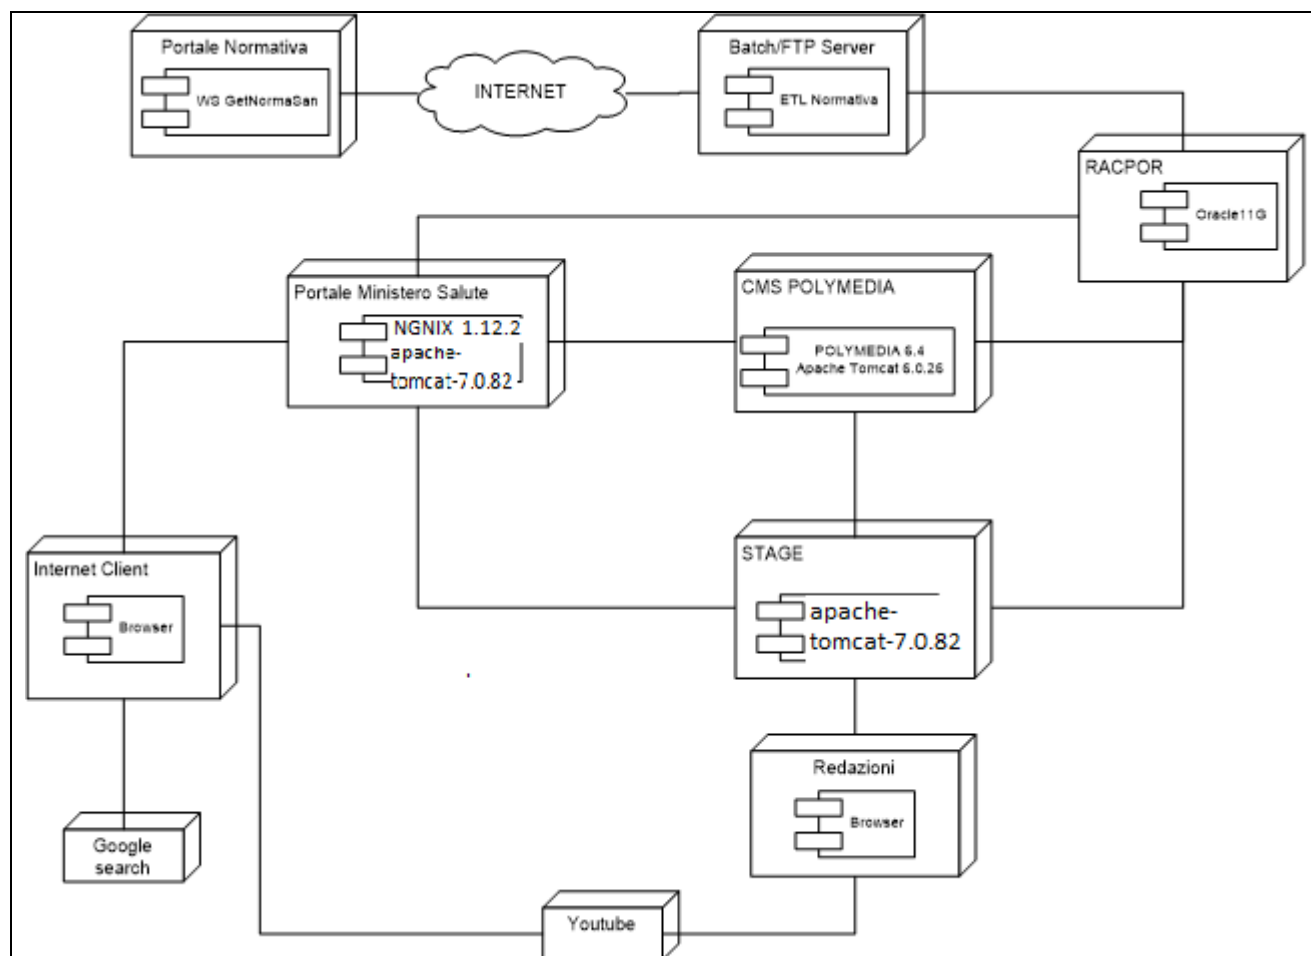 Portale Normativa
WS GetNormaSan
INTERNET
Batch/FTP Server
ETL Normativa
RACPOR
Oracle11G
Portale Ministero Salute
NGNIX 1.12.2
apache-
tomcat-7.0.82
CMS POLYMEDIA
POLYMEDIA 6.4
Apache Tomcat 6.0.26
Internet Client
Browser
STAGE
apache-
tomcat-7.0.82
Redazioni
Browser
Google
search
Youtube